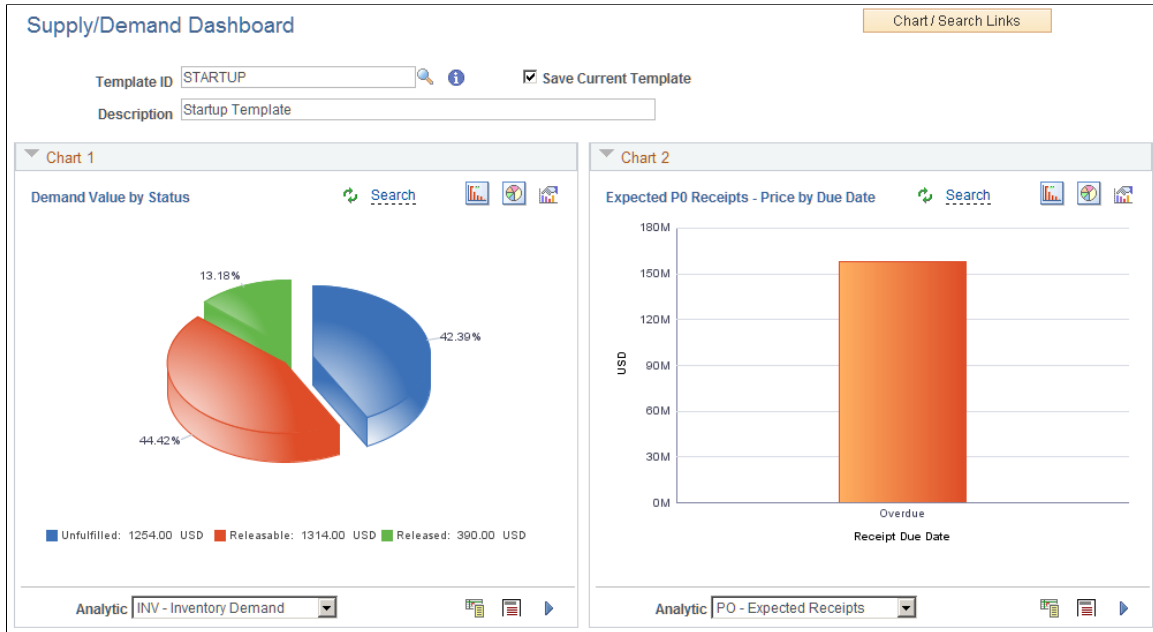 Supply/Demand Dashboard
Chart / Search Links
Template ID STARTUP
Save Current Template
Description Startup Template
Chart 1
Demand Value by Status
Search
13.18%
42.39%
44.42%
Unfulfilled: 1254.00 USD Releasable: 1314.00 USD Released: 390.00 USD
Analytic INV - Inventory Demand
Chart 2
Expected P0 Receipts - Price by Due Date
Search
180M
150M
120M
90M
60M
30M
0M
USD
Overdue
Receipt Due Date
Analytic PO - Expected Receipts